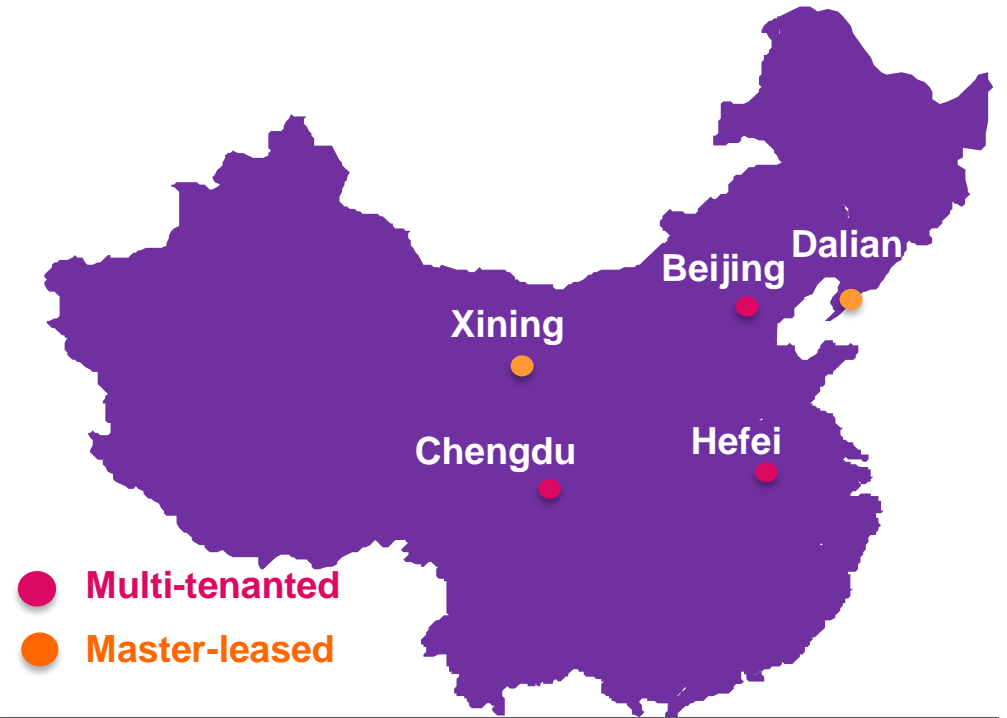 Dalian
Beijing
Xining
Hefei
Chengdu
Multi-tenanted
Master-leased